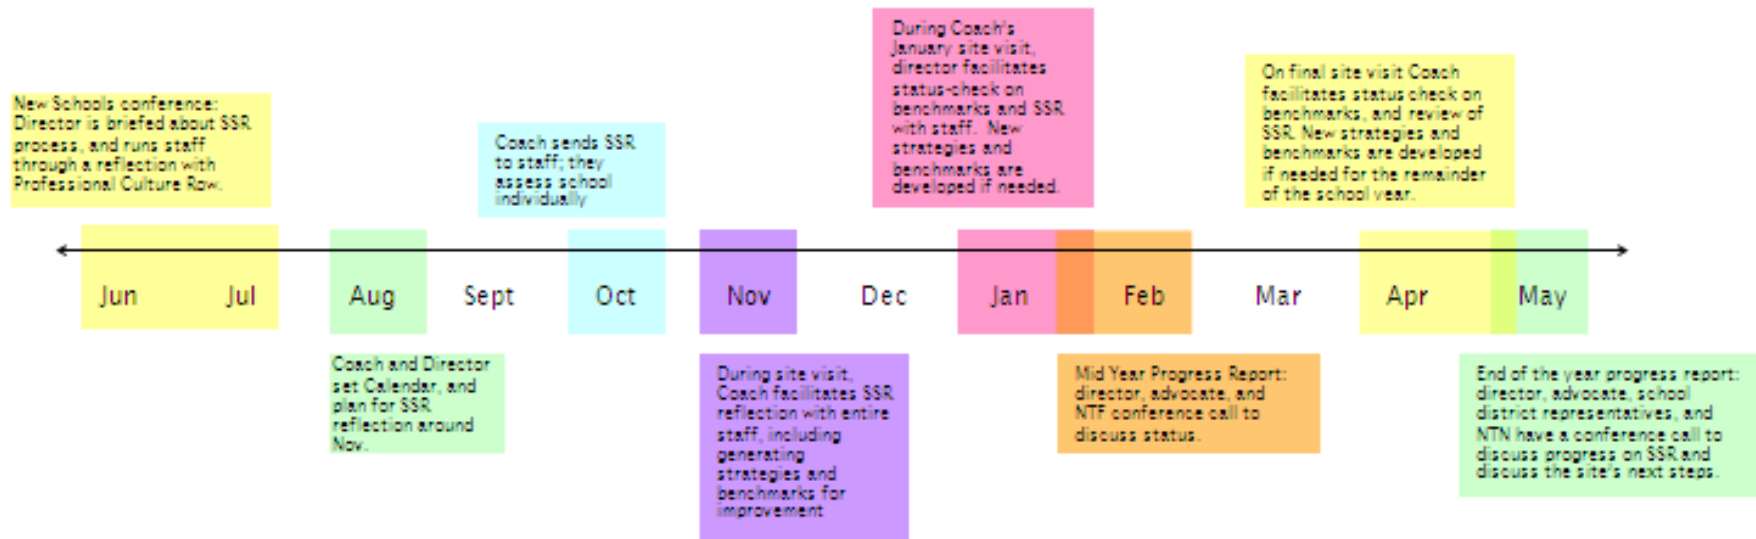 During Coach's
January site visit,
director facilitates
status-check on
benchmarks and SSR
with staff. New
strategies and
benchmarks are
developed if needed.
On final site visit Coach
facilitates status check on
benchmarks, and review of
SSR. New strategies and
benchmarks are developed
if needed for the remainder
of the school year.
New Schools conference:
Director is briefed about SSR
process, and runs staff
through a reflection with
Professional Culture Row.
Coach sends SSR
to staff; they
assess school
individually
Jun Jul Aug Sept Oct Nov Dec Jan Feb Mar Apr May
Coach and Director
set Calendar, and
plan for SSR
reflection around
Nov.
During site visit,
Coach facilitates SSR
reflection with entire
staff, including
generating
strategies and
benchmarks for
improvement
Mid Year Progress Report:
director, advocate, and
NTF conference call to
discuss status.
End of the year progress report:
director, advocate, school
district representatives, and
NTN have a conference call to
discuss progress on SSR and
discuss the site's next steps.